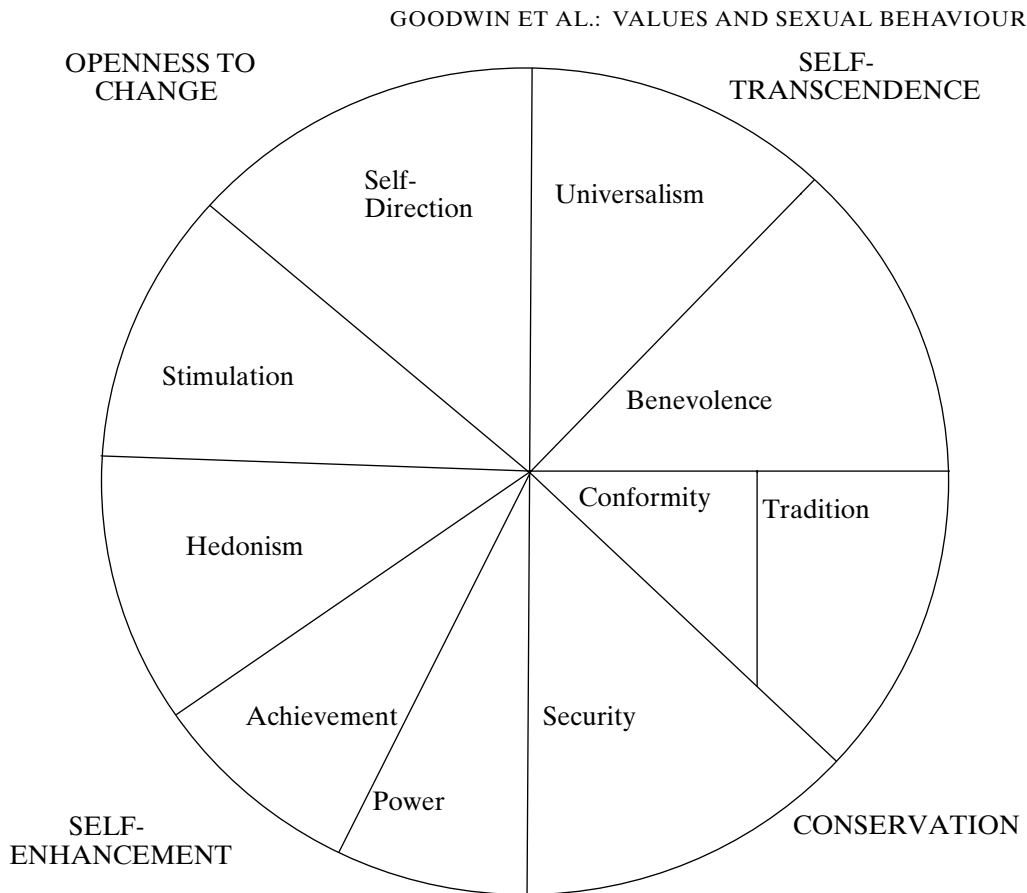 GOODWIN ET AL.: VALUES AND SEXUAL BEHAVIOUR
OPENNESS TO
CHANGE
SELF-
TRANSCENDENCE
Self-
Direction
Universalism
Stimulation
Benevolence
Conformity
Tradition
Hedonism
Achievement
Security
Power
SELF-
ENHANCEMENT
CONSERVATION